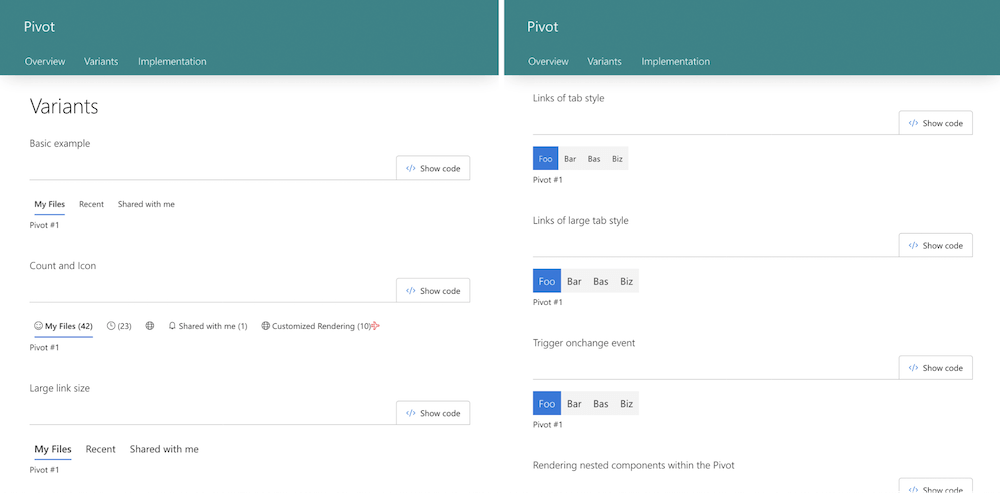 Pivot
Overview Variants Implementation
Variants
Basic example
</> Show code
My Files Recent Shared with me
Pivot #1
Count and Icon
</> Show code
My Files (42) (23) Shared with me (1) Customized Rendering (10)
Pivot #1
Large link size
</> Show code
My Files Recent Shared with me
Pivot #1
Pivot
Overview Variants Implementation
Links of tab style
</> Show code
Foo Bar Bas Biz
Pivot #1
Links of large tab style
</> Show code
Foo Bar Bas Biz
Pivot #1
Trigger onchange event
</> Show code
Foo Bar Bas Biz
Pivot #1
Rendering nested components within the Pivot
</> Show code